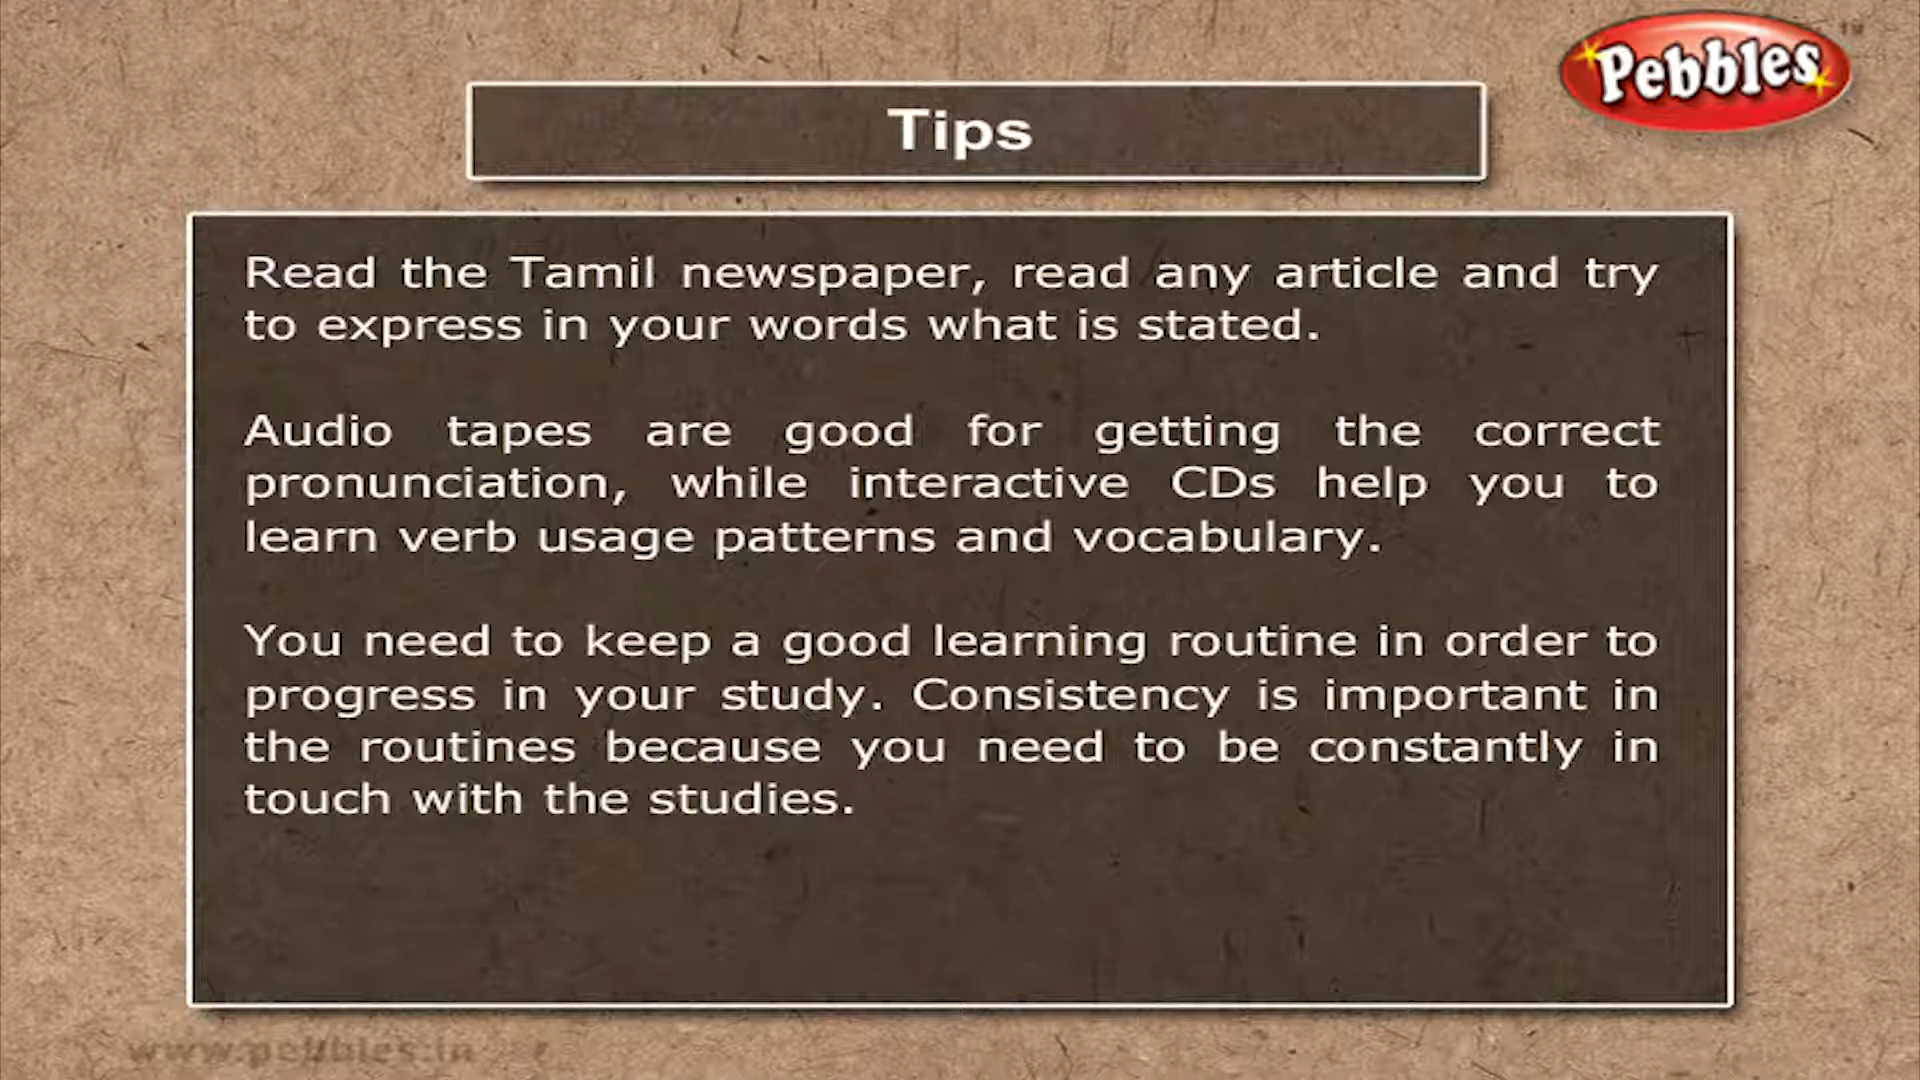 Pebbles
TM
Tips
Read the Tamil newspaper, read any article and try
to express in your words what is stated.
Audio tapes are good for getting the correct
pronunciation, while interactive CDs help you to
learn verb usage patterns and vocabulary.
You need to keep a good learning routine in order to
progress in your study. Consistency is important in
the routines because you need to be constantly in
touch with the studies.
www.pebbles.in